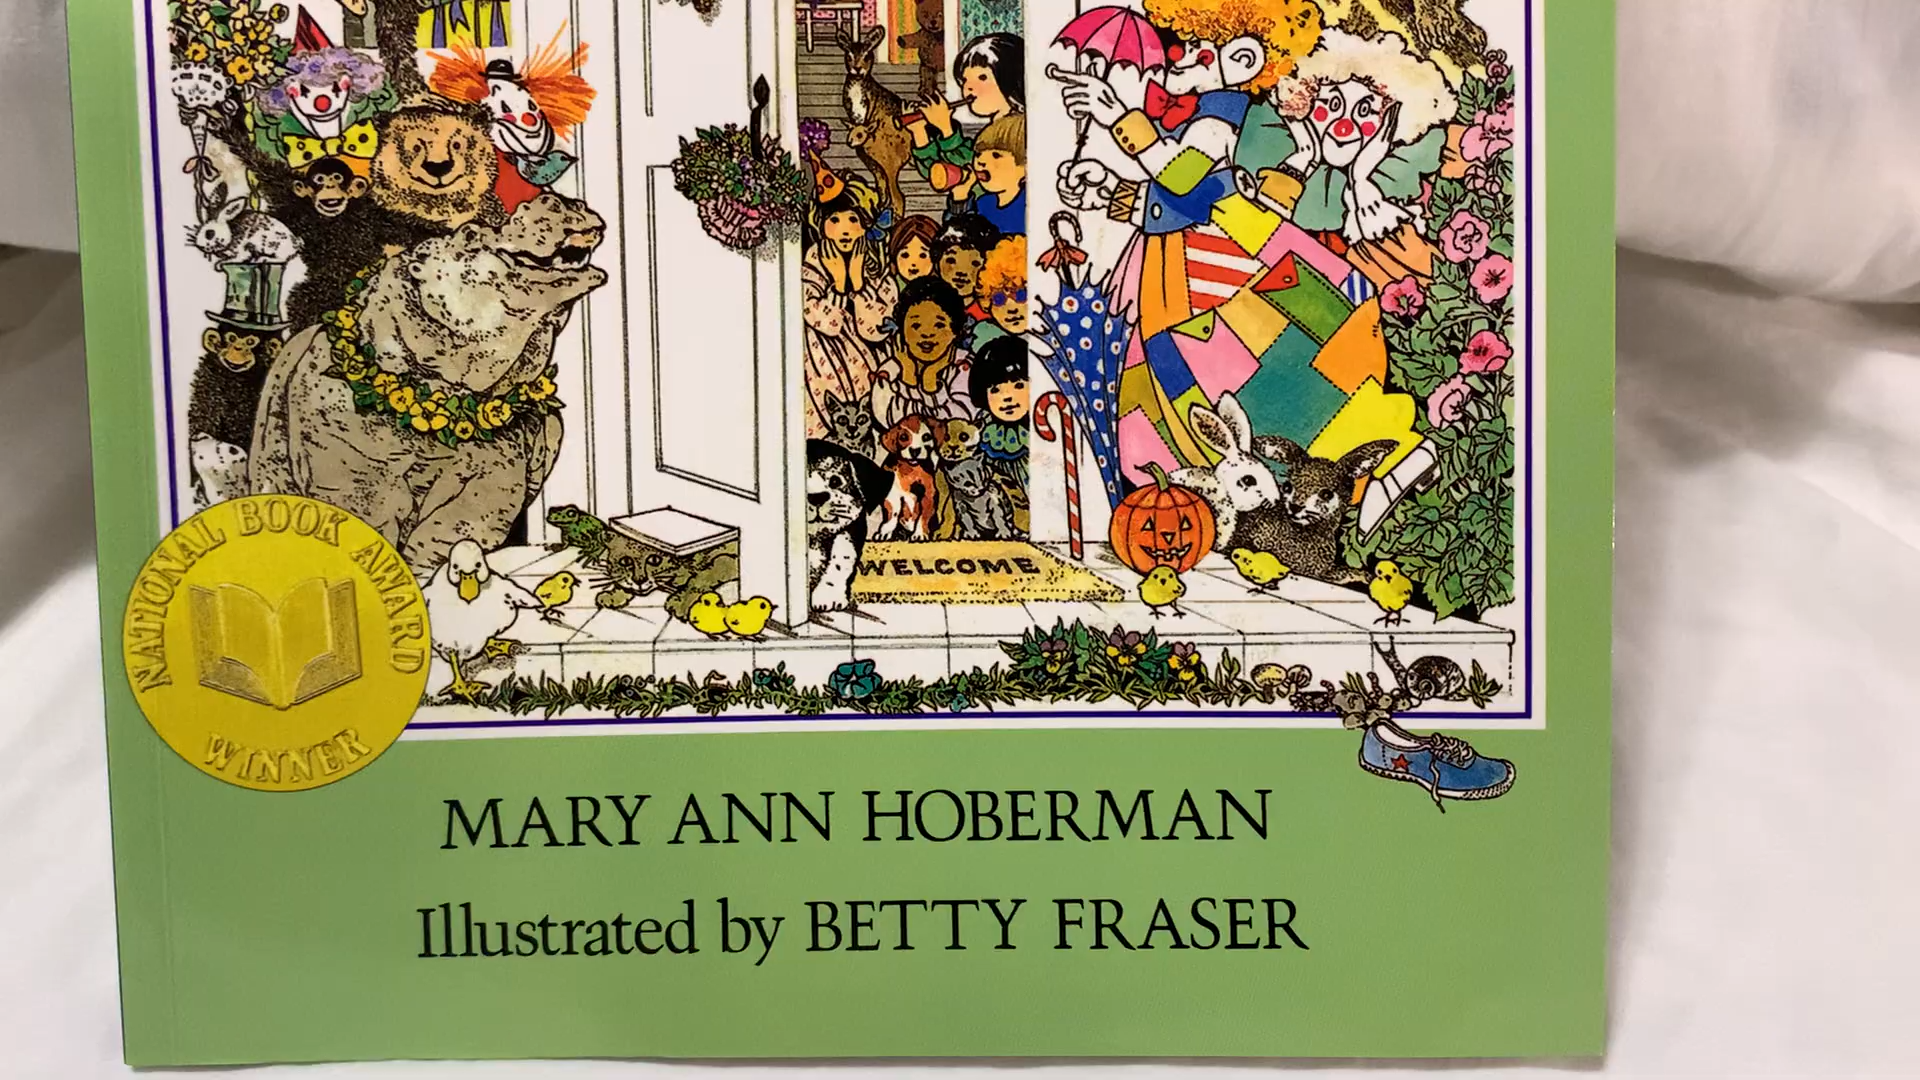 WELCOME
NATIONAL BOOK AWARD
WINNER
MARY ANN HOBERMAN
Illustrated by BETTY FRASER